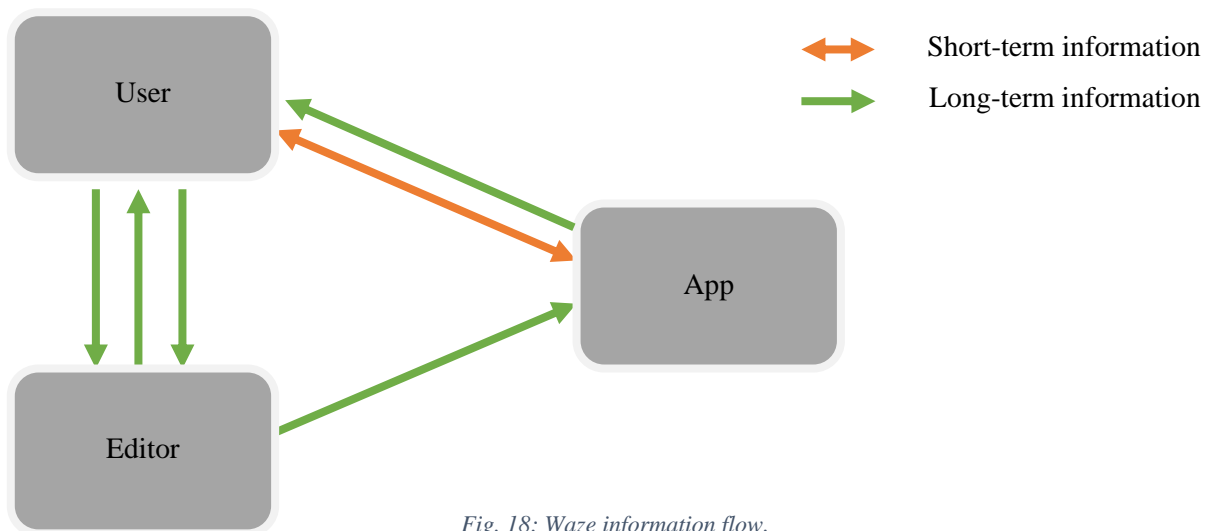 User
Short-term information
Long-term information
App
Editor
Fig. 18: Waze information flow.